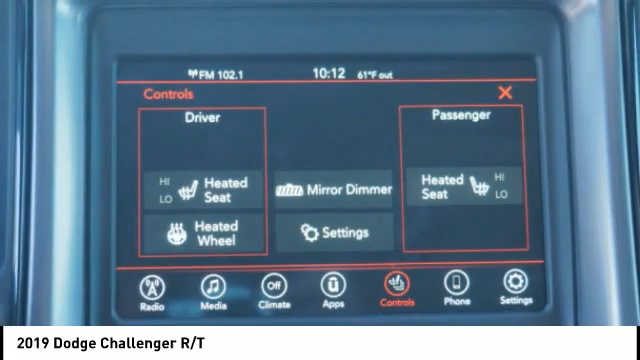 FM 102.1 10:12 61°F out
Controls
Driver
Passenger
HI
LO
Heated
Seat
Mirror Dimmer
Heated
Seat
HI
LO
Heated
Wheel
Settings
Radio
Media
Off
Climate
Apps
Controls
Phone
Settings
2019 Dodge Challenger R/T